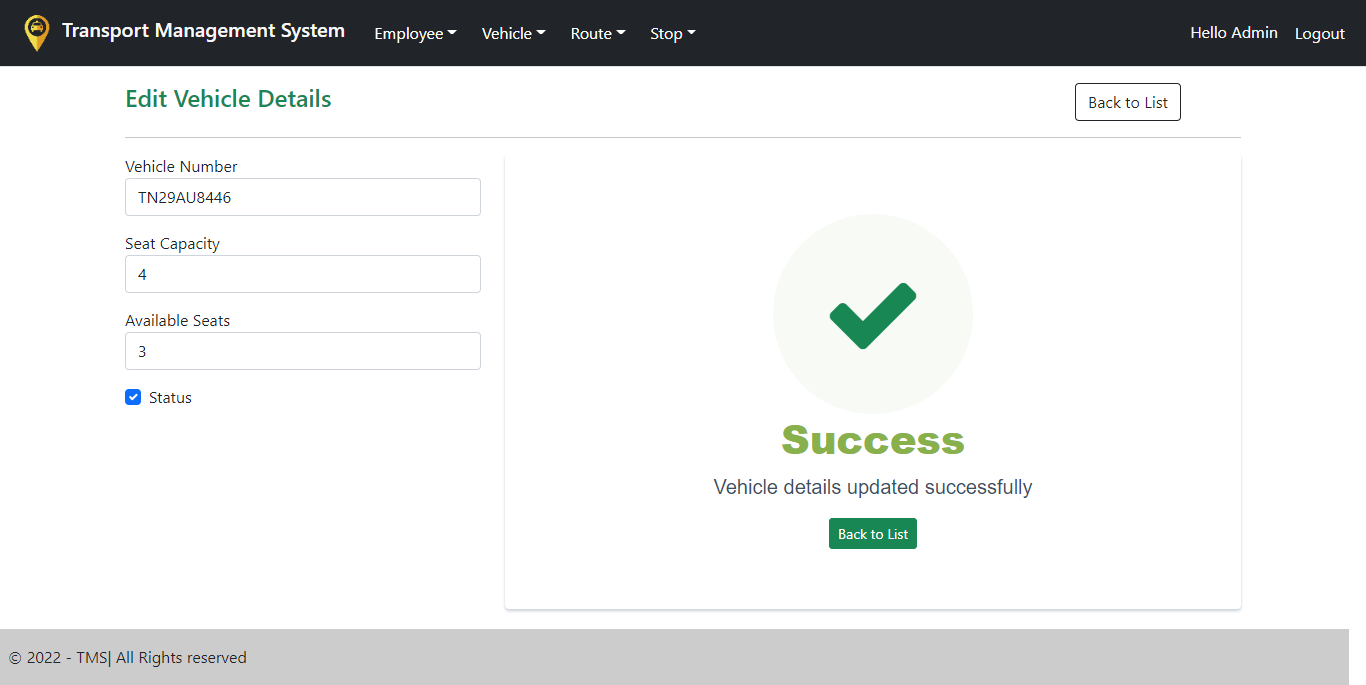 Transport Management System Employee Vehicle Route Stop Hello Admin Logout
Edit Vehicle Details
Back to List
Vehicle Number
TN29AU8446
Seat Capacity
4
Available Seats
3
Status
Success
Vehicle details updated successfully
Back to List
© 2022 - TMS| All Rights reserved